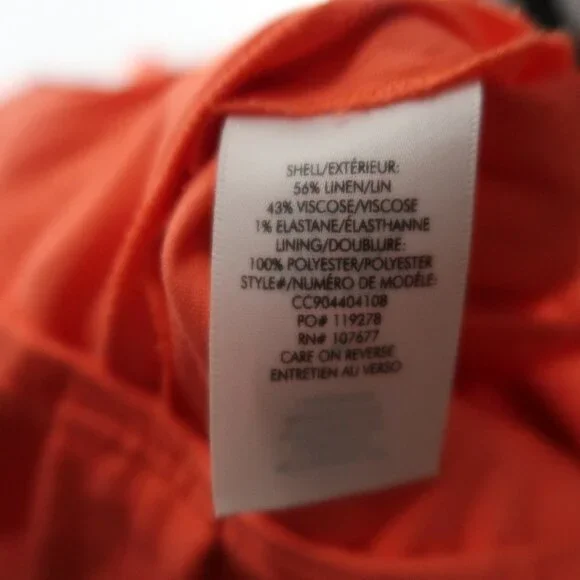 SHELL/EXTÉRIEUR:
56% LINEN/LIN
43% VISCOSE/VISCOSE
1% ELASTANE/ÉLASTHANNE
LINING/DOUBLURE:
100% POLYESTER/POLYESTER
STYLE#/NUMÉRO DE MODÈLE:
CC904404108
PO# 119278
RN# 107677
CARE ON REVERSE
ENTRETIEN AU VERSO